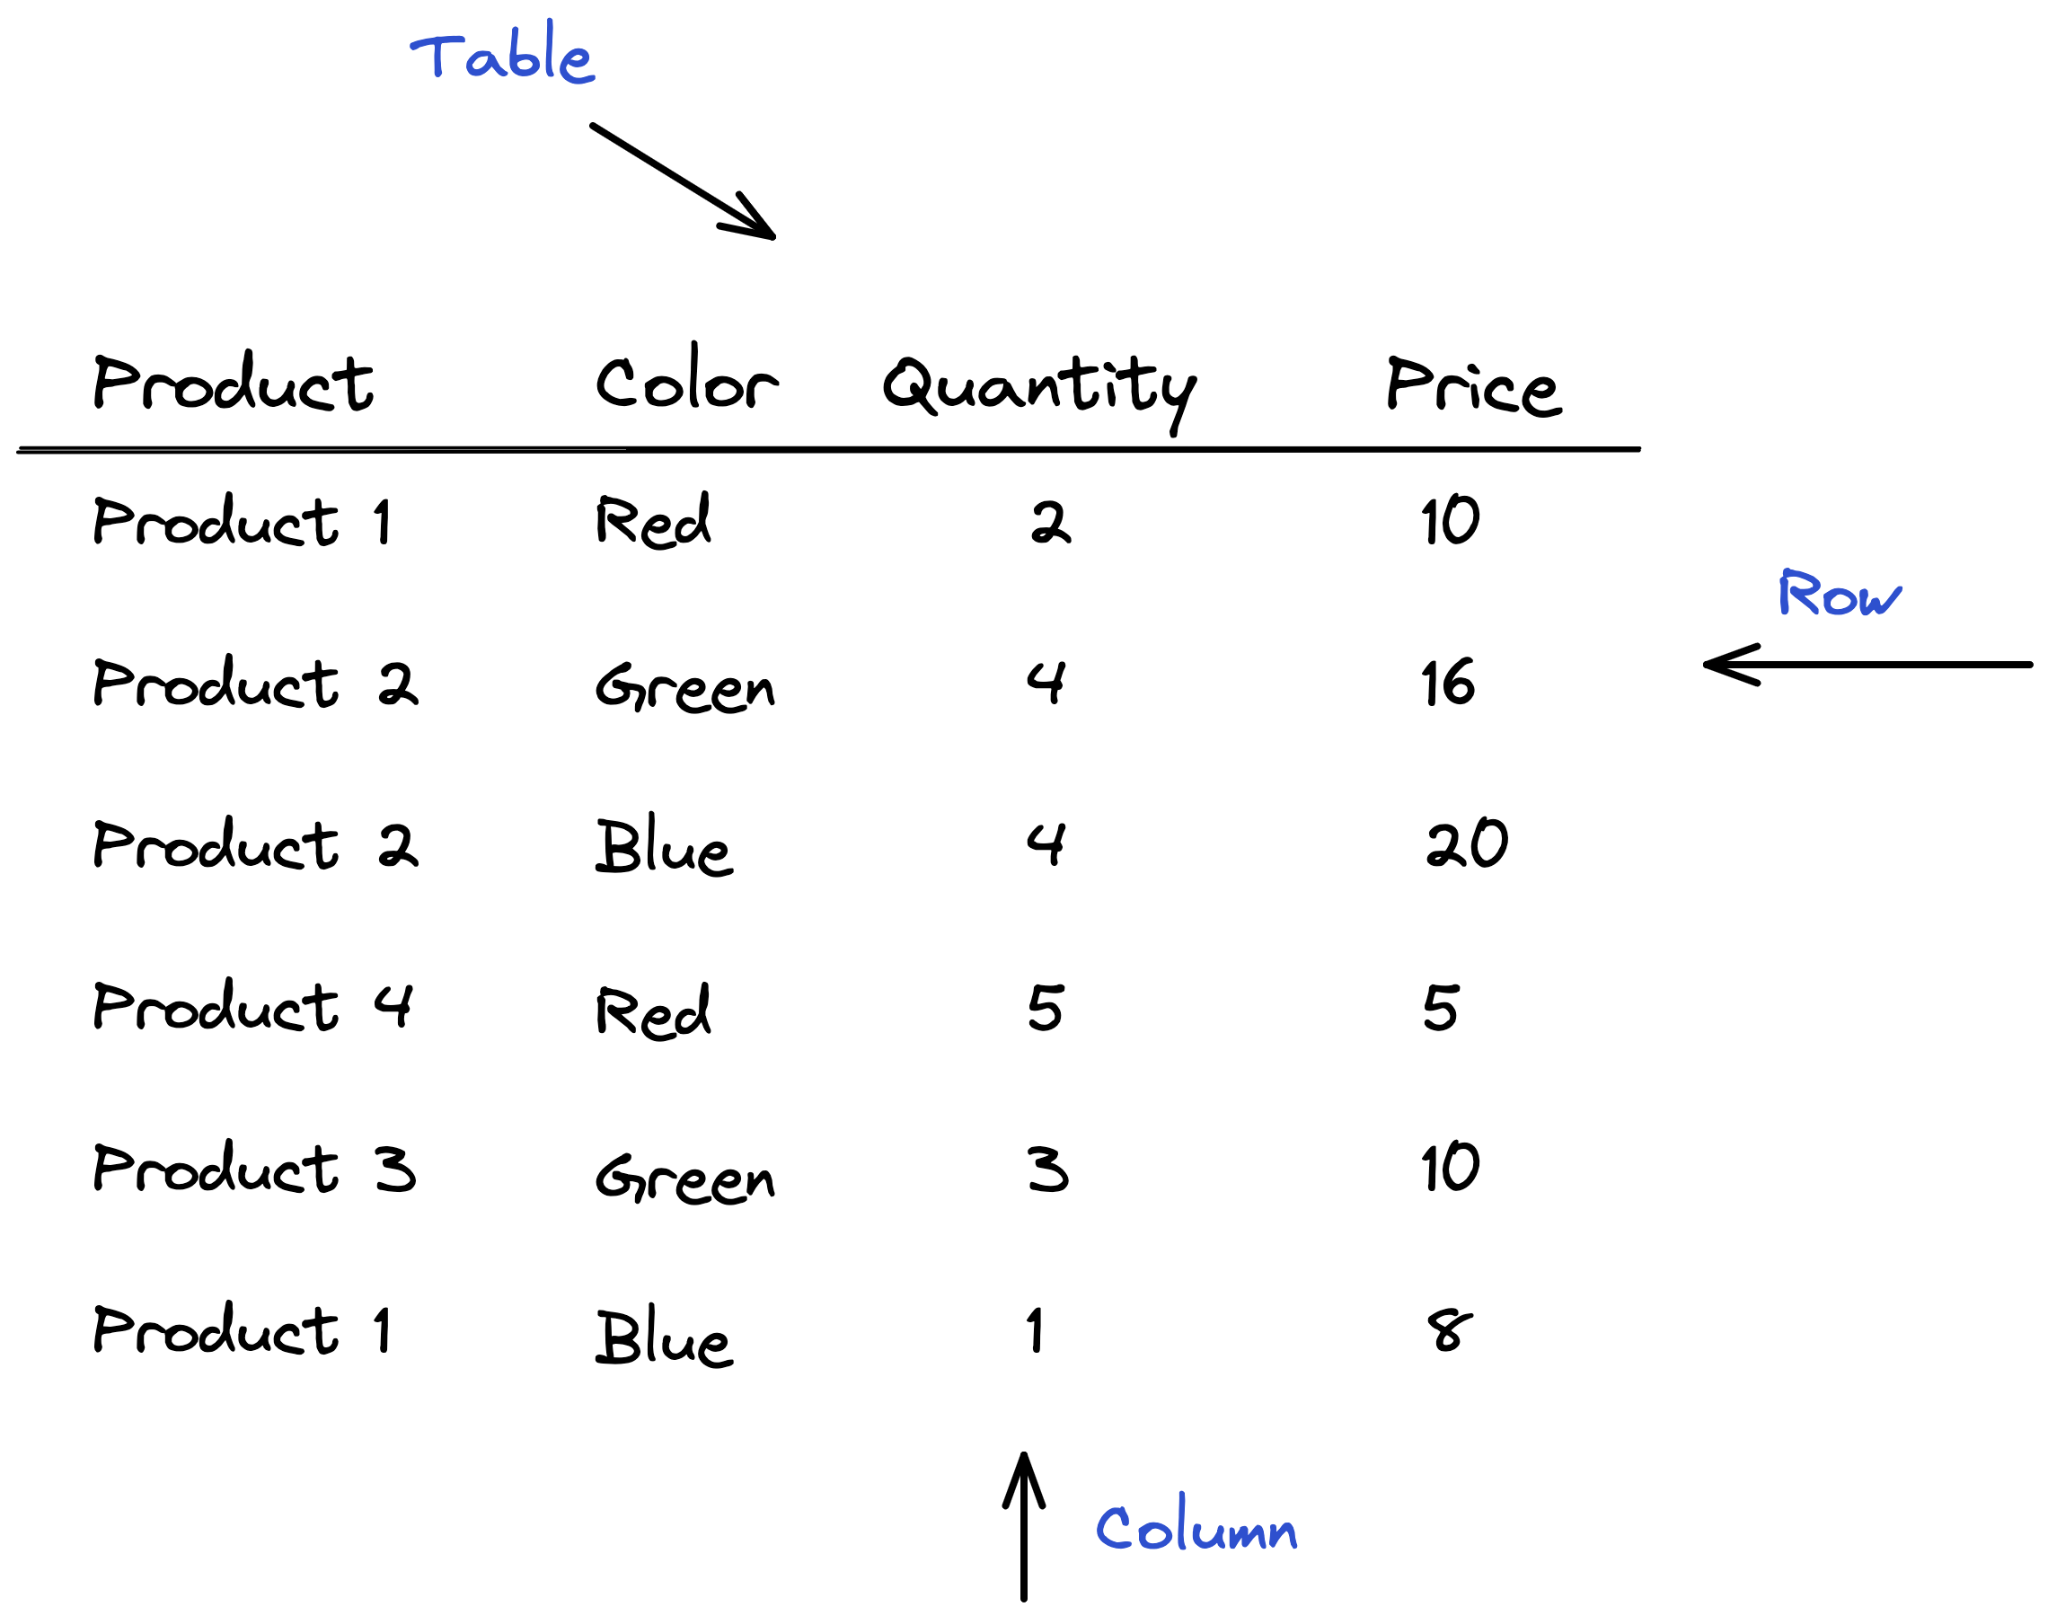 Table
Product Color Quantity Price
Product 1 Red 2 10
Row
Product 2 Green 4 16
Product 2 Blue 4 20
Product 4 Red 5 5
Product 3 Green 3 10
Product 1 Blue 1 8
Column